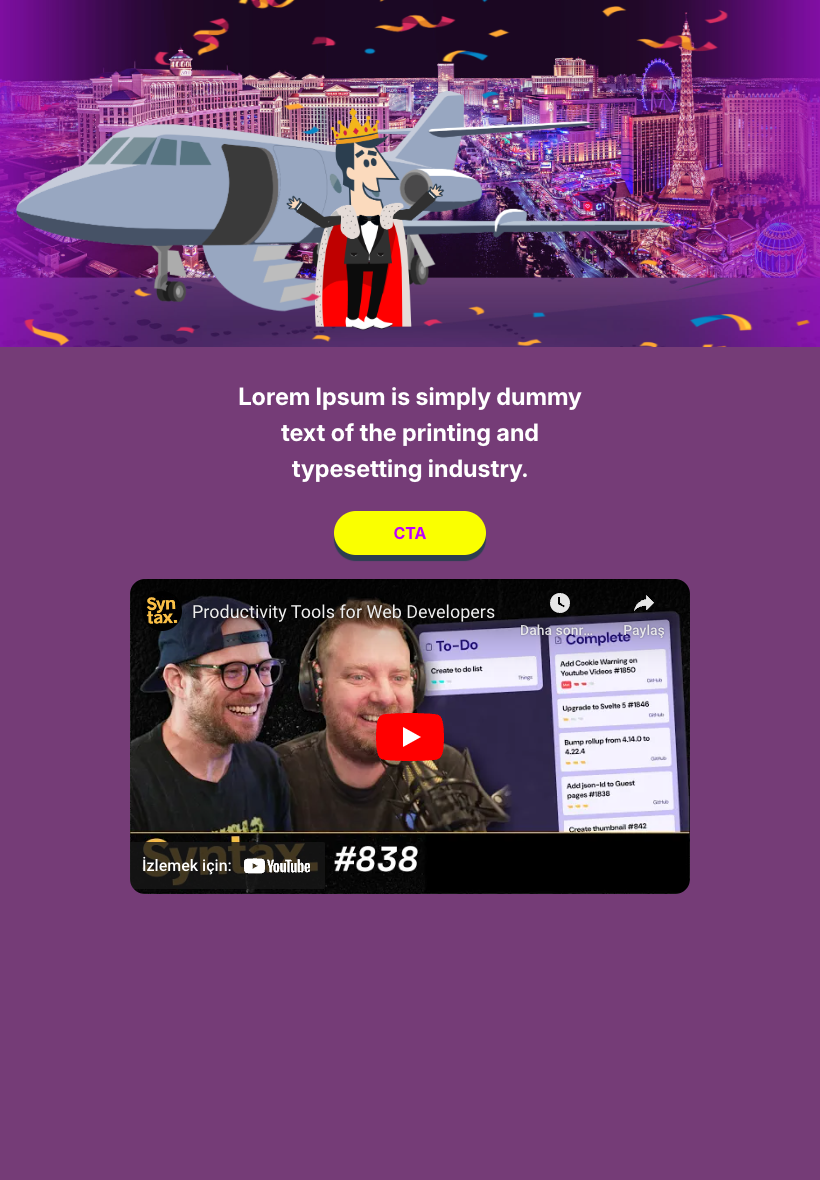 Lorem Ipsum is simply dummy
text of the printing and
typesetting industry.
CTA
Syn
tax.
Productivity Tools for Web Developers
Daha sonr...
Paylaş
To-Do
Create to do list
Things
Complete
Add Cookie Warning on
Youtube Videos #1850
GitHub
Upgrade to Svelte 5 #1846
GitHub
Bump rollup from 4.14.0 to
4.22.4
GitHub
Add json-ld to Guest
pages #1838
GitHub
Create thumbnail #842
Syntax.
İzlemek için: YouTube
#838